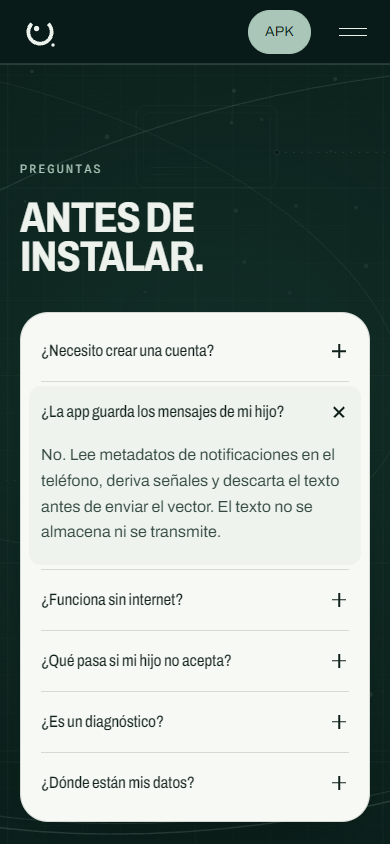 APK
PREGUNTAS
ANTES DE
INSTALAR.
¿Necesito crear una cuenta?
¿La app guarda los mensajes de mi hijo?
No. Lee metadatos de notificaciones en el
teléfono, deriva señales y descarta el texto
antes de enviar el vector. El texto no se
almacena ni se transmite.
¿Funciona sin internet?
¿Qué pasa si mi hijo no acepta?
¿Es un diagnóstico?
¿Dónde están mis datos?